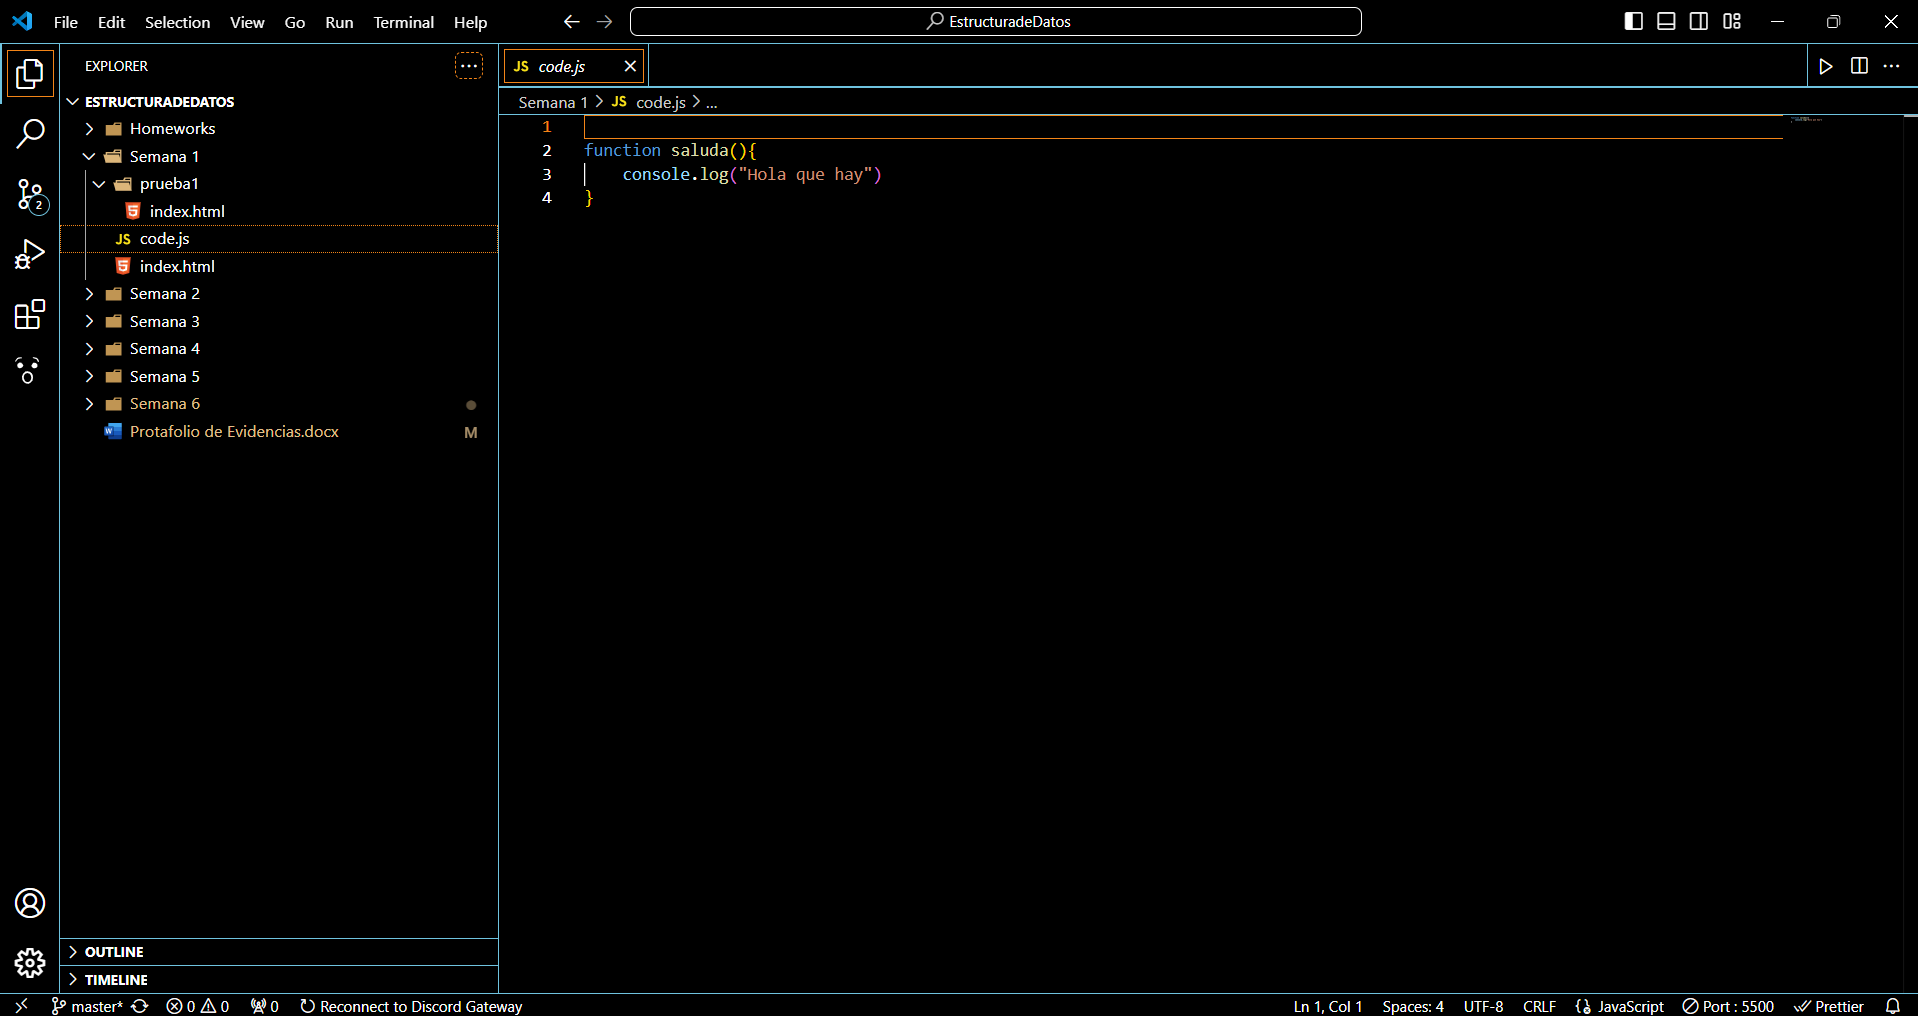 File Edit Selection View Go Run Terminal Help
EstructuradeDatos
EXPLORER
ESTRUCTURADEDATOS
Homeworks
Semana 1
prueba1
index.html
JS code.js
index.html
Semana 2
Semana 3
Semana 4
Semana 5
Semana 6
Protafolio de Evidencias.docx M
2
OUTLINE
TIMELINE
JS code.js
Semana 1 > JS code.js > ...
1
2 function saluda(){
3 console.log("Hola que hay")
4 }
master* 0 0 0 Reconnect to Discord Gateway
Ln 1, Col 1 Spaces: 4 UTF-8 CRLF JavaScript Port : 5500 Prettier